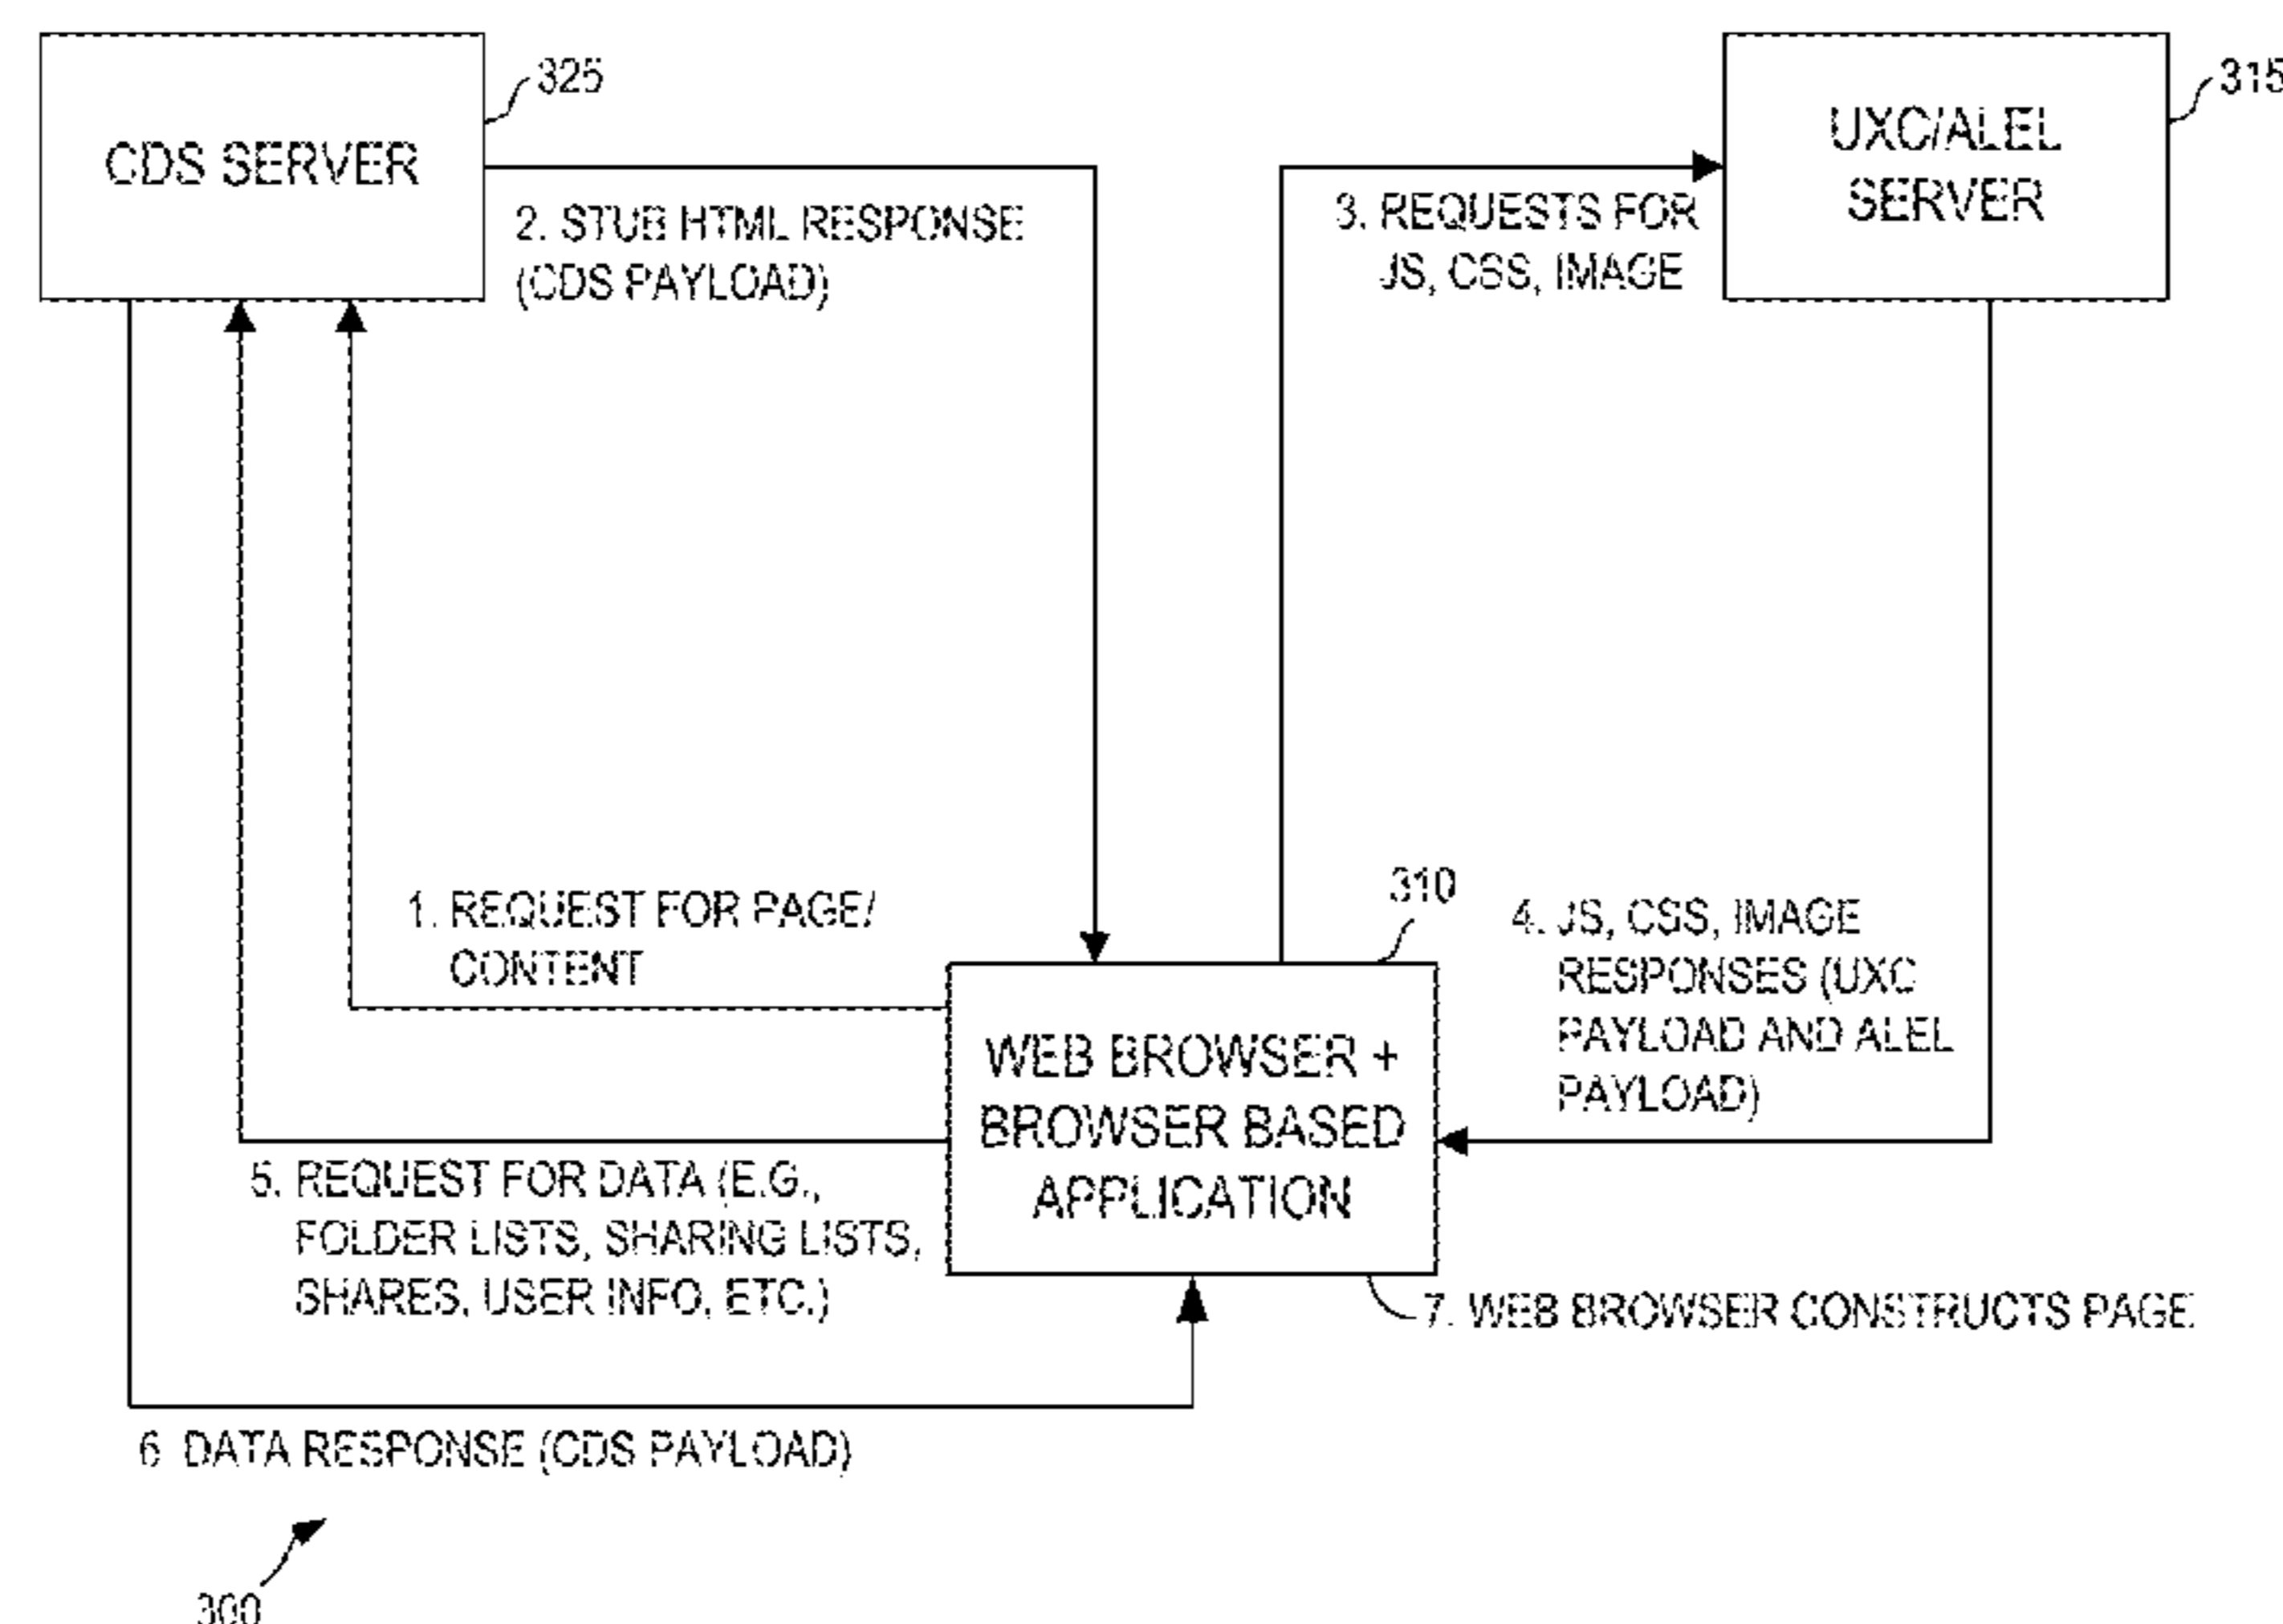 325
CDS SERVER
315
UXC/ALEL
SERVER
2. STUB HTML RESPONSE
(CDS PAYLOAD)
3. REQUESTS FOR
JS, CSS, IMAGE
310
1. REQUEST FOR PAGE/
CONTENT
4. JS, CSS, IMAGE
RESPONSES (UXC
PAYLOAD AND ALEL
PAYLOAD)
WEB BROWSER +
BROWSER BASED
APPLICATION
5. REQUEST FOR DATA (E.G.,
FOLDER LISTS, SHARING LISTS,
SHARES, USER INFO, ETC.)
7. WEB BROWSER CONSTRUCTS PAGE
6 DATA RESPONSE (CDS PAYLOAD)
300